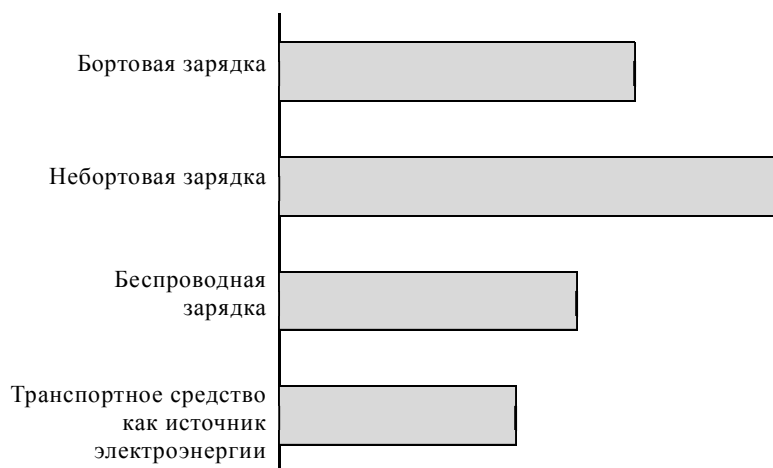 Бортовая зарядка
Небортовая зарядка
Беспроводная
зарядка
Транспортное средство
как источник
электроэнергии